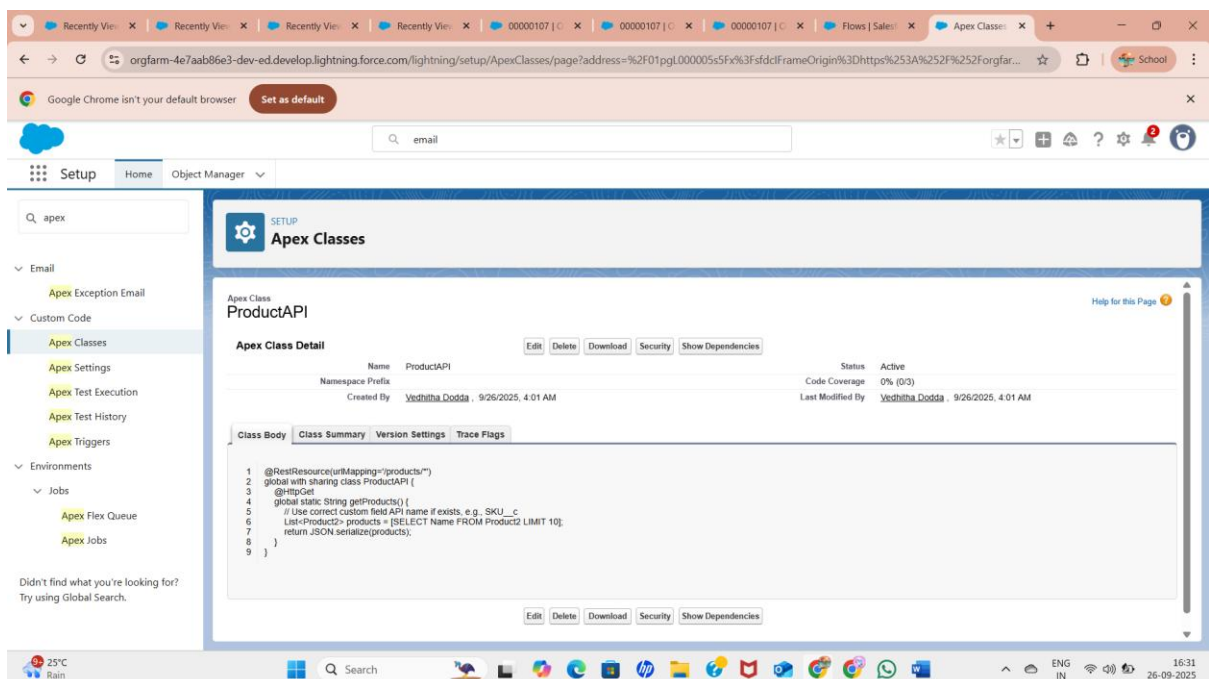 Recently View
Recently View
Recently View
Recently View
00000107 | C
00000107 | C
00000107 | C
Flows | Sales
Apex Classes
orgfarm-4e7aab86e3-dev-ed.develop.lightning.force.com/lightning/setup/ApexClasses/page?address=%2F01pgL000005s5Fx%3FsfdcIFrameOrigin%3Dhttps%253A%252F%252Forgfar...
School
Google Chrome isn't your default browser
Set as default
email
2
Setup
Home
Object Manager
apex
SETUP
Apex Classes
Email
Apex Exception Email
Custom Code
Apex Classes
Apex Settings
Apex Test Execution
Apex Test History
Apex Triggers
Environments
Jobs
Apex Flex Queue
Apex Jobs
Didn't find what you're looking for?
Try using Global Search.
Apex Class
ProductAPI
Help for this Page
Apex Class Detail
Edit Delete Download Security Show Dependencies
Name ProductAPI Status Active
Namespace Prefix Code Coverage 0% (0/3)
Created By Vedhitha Dodda , 9/26/2025, 4:01 AM Last Modified By Vedhitha Dodda , 9/26/2025, 4:01 AM
Class Body Class Summary Version Settings Trace Flags
1 @RestResource(urlMapping='/products/*')
2 global with sharing class ProductAPI {
3 @HttpGet
4 global static String getProducts() {
5 // Use correct custom field API name if exists, e.g., SKU__c
6 List<Product2> products = [SELECT Name FROM Product2 LIMIT 10];
7 return JSON.serialize(products);
8 }
9 }
Edit Delete Download Security Show Dependencies
9+
25°C
Rain
Search
ENG
IN
16:31
26-09-2025